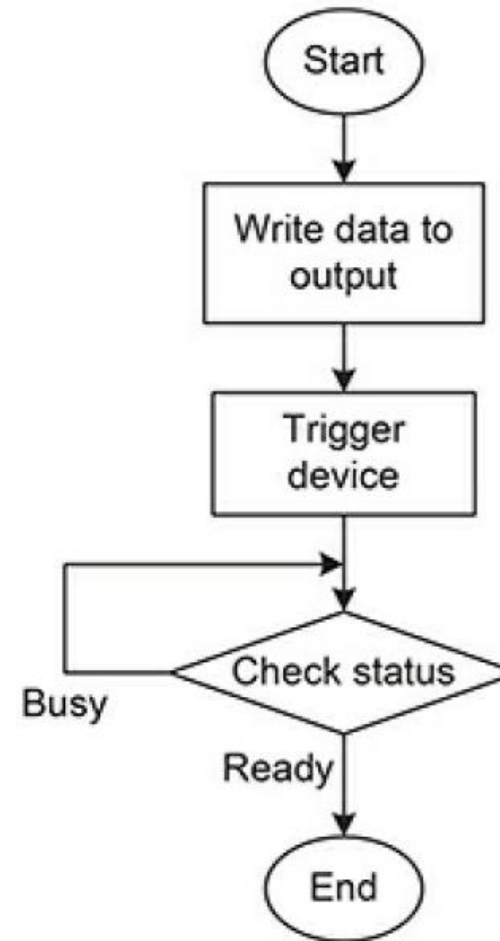 Start
Write data to
output
Trigger
device
Check status
Busy
Ready
End